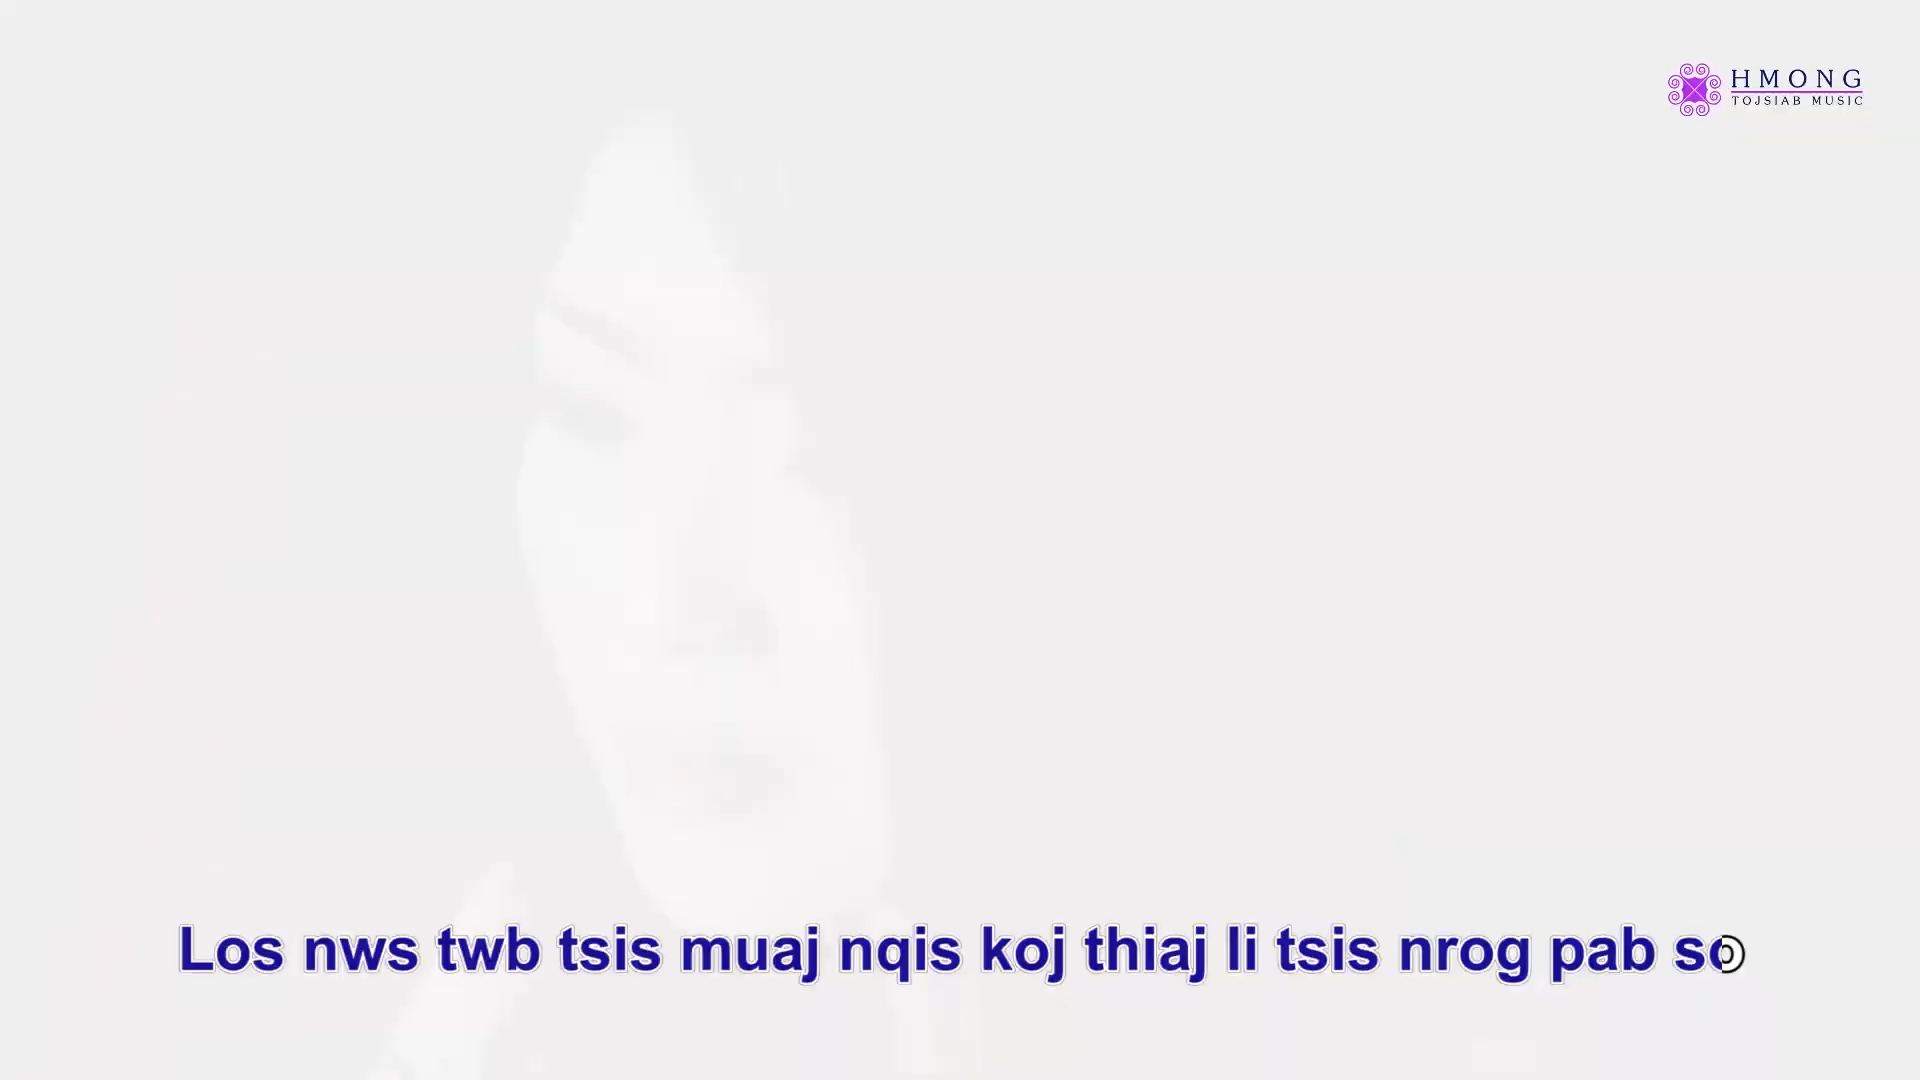 HMONG
TOJSIAB MUSIC
Los nws twb tsis muaj nqis koj thiaj li tsis nrog pab so